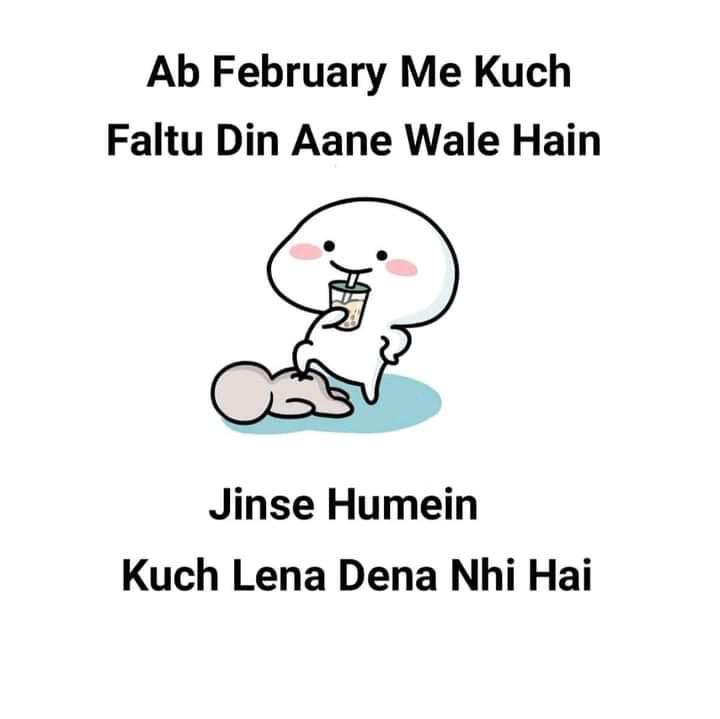 Ab February Me Kuch
Faltu Din Aane Wale Hain
Jinse Humein
Kuch Lena Dena Nhi Hai